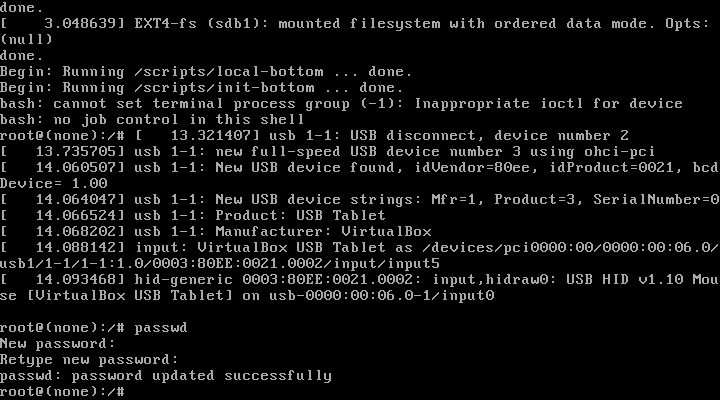 done.
[    3.048639] EXT4-fs (sdb1): mounted filesystem with ordered data mode. Opts:
(null)
done.
Begin: Running /scripts/local-bottom ... done.
Begin: Running /scripts/init-bottom ... done.
bash: cannot set terminal process group (-1): Inappropriate ioctl for device
bash: no job control in this shell
root@(none):/# [   13.321407] usb 1-1: USB disconnect, device number 2
[   13.735705] usb 1-1: new full-speed USB device number 3 using ohci-pci
[   14.060507] usb 1-1: New USB device found, idVendor=80ee, idProduct=0021, bcd
Device= 1.00
[   14.064047] usb 1-1: New USB device strings: Mfr=1, Product=3, SerialNumber=0
[   14.066524] usb 1-1: Product: USB Tablet
[   14.068202] usb 1-1: Manufacturer: VirtualBox
[   14.088142] input: VirtualBox USB Tablet as /devices/pci0000:00/0000:00:06.0/
usb1/1-1/1-1:1.0/0003:80EE:0021.0002/input/input5
[   14.093468] hid-generic 0003:80EE:0021.0002: input,hidraw0: USB HID v1.10 Mou
se [VirtualBox USB Tablet] on usb-0000:00:06.0-1/input0
root@(none):/# passwd
New password:
Retype new password:
passwd: password updated successfully
root@(none):/#